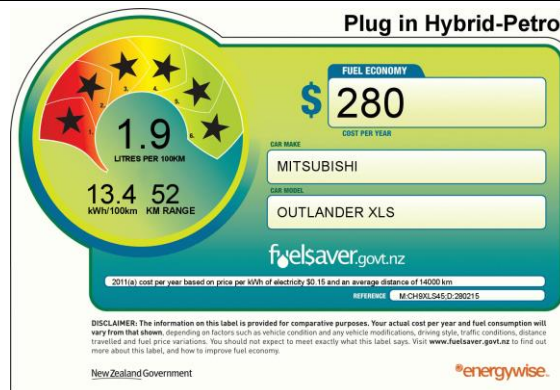 Plug in Hybrid-Petro
1.
2.
3.
4.
5.
6.
1.9
LITRES PER 100KM
13.4 52
kWh/100km KM RANGE
FUEL ECONOMY
$ 280
COST PER YEAR
CAR MAKE
MITSUBISHI
CAR MODEL
OUTLANDER XLS
fuelsaver.govt.nz
2011(a) cost per year based on price per kWh of electricity $0.15 and an average distance of 14000 km
REFERENCE M:CH9XLS45;D:280215
DISCLAIMER: The information on this label is provided for comparative purposes. Your actual cost per year and fuel consumption will
vary from that shown, depending on factors such as vehicle condition and any vehicle modifications, driving style, traffic conditions, distance
travelled and fuel price variations. You should not expect to meet exactly what this label says. Visit www.fuelsaver.govt.nz to find out
more about this label, and how to improve fuel economy.
New Zealand Government
energywise.